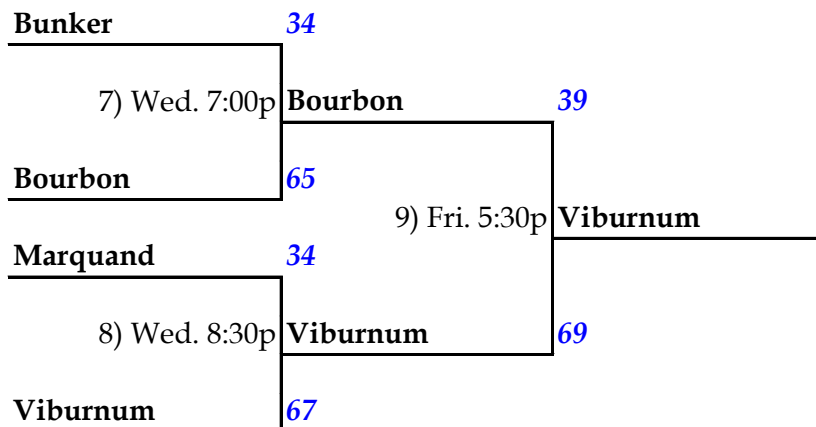 Bunker 34
7) Wed. 7:00p Bourbon 39
Bourbon 65
9) Fri. 5:30p Viburnum
Marquand 34
8) Wed. 8:30p Viburnum 69
Viburnum 67